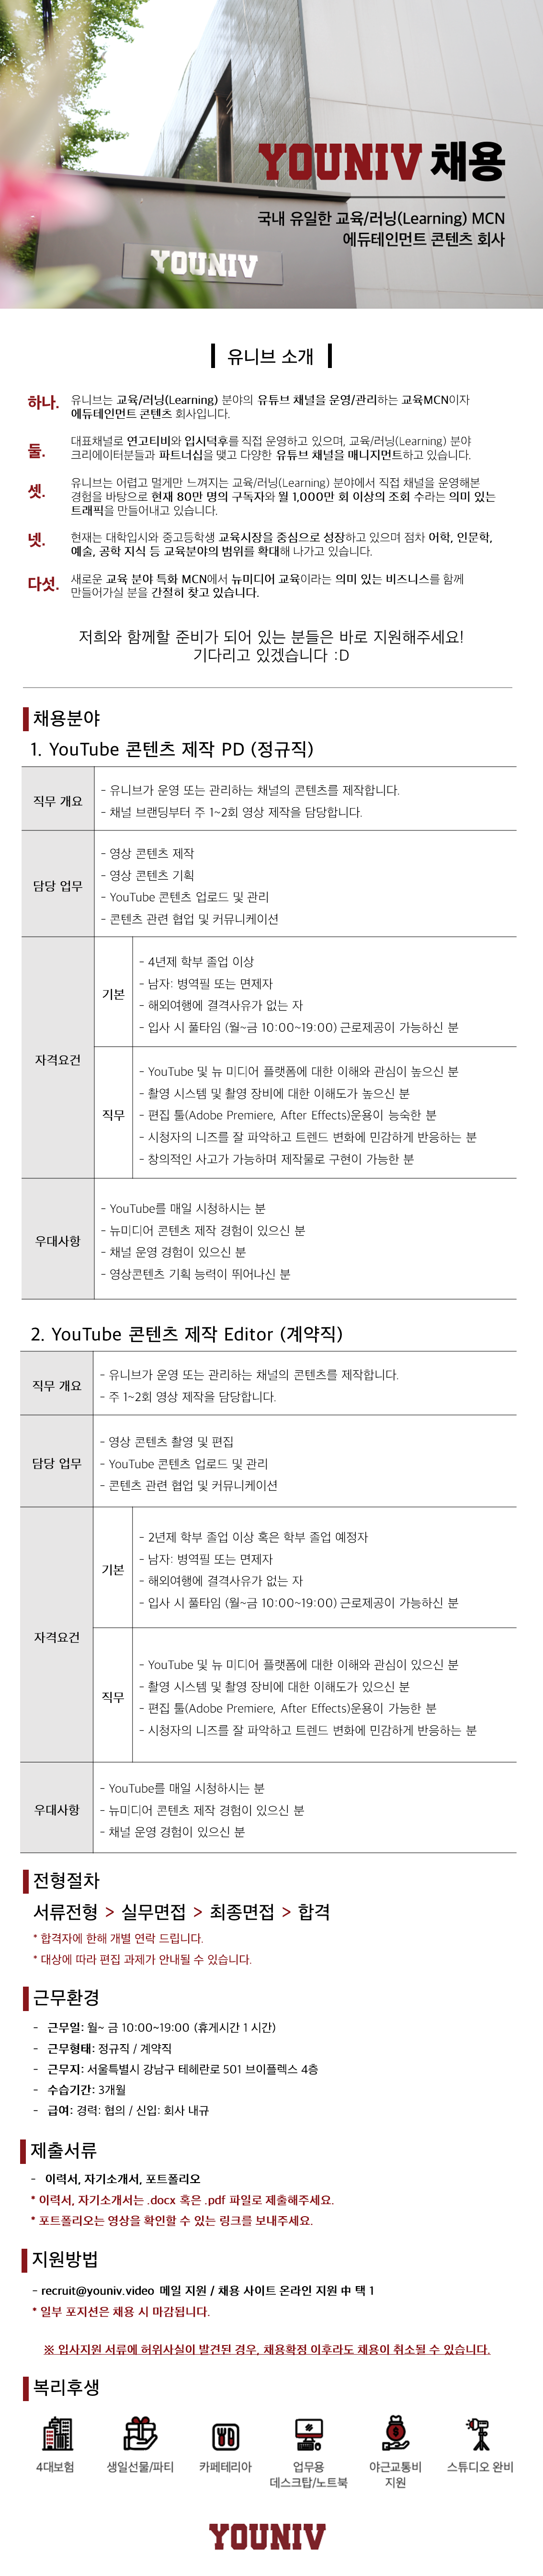 YOUNIV 채용
국내 유일한 교육/러닝(Learning) MCN
에듀테인먼트 콘텐츠 회사
YOUNIV
유니브 소개
하나. 유니브는 교육/러닝(Learning) 분야의 유튜브 채널을 운영/관리하는 교육MCN이자
에듀테인먼트 콘텐츠 회사입니다.
둘. 대표채널로 연고티비와 입시덕후를 직접 운영하고 있으며, 교육/러닝(Learning) 분야
크리에이터분들과 파트너십을 맺고 다양한 유튜브 채널을 매니지먼트하고 있습니다.
셋. 유니브는 어렵고 멀게만 느껴지는 교육/러닝(Learning) 분야에서 직접 채널을 운영해본
경험을 바탕으로 현재 80만 명의 구독자와 월 1,000만 회 이상의 조회 수라는 의미 있는
트래픽을 만들어내고 있습니다.
넷. 현재는 대학입시와 중고등학생 교육시장을 중심으로 성장하고 있으며 점차 어학, 인문학,
예술, 공학 지식 등 교육분야의 범위를 확대해 나가고 있습니다.
다섯. 새로운 교육 분야 특화 MCN에서 뉴미디어 교육이라는 의미 있는 비즈니스를 함께
만들어가실 분을 간절히 찾고 있습니다.
저희와 함께할 준비가 되어 있는 분들은 바로 지원해주세요!
기다리고 있겠습니다 :D
채용분야
1. YouTube 콘텐츠 제작 PD (정규직)
직무 개요
- 유니브가 운영 또는 관리하는 채널의 콘텐츠를 제작합니다.
- 채널 브랜딩부터 주 1~2회 영상 제작을 담당합니다.
담당 업무
- 영상 콘텐츠 제작
- 영상 콘텐츠 기획
- YouTube 콘텐츠 업로드 및 관리
- 콘텐츠 관련 협업 및 커뮤니케이션
자격요건
기본
- 4년제 학부 졸업 이상
- 남자: 병역필 또는 면제자
- 해외여행에 결격사유가 없는 자
- 입사 시 풀타임 (월~금 10:00~19:00) 근로제공이 가능하신 분
직무
- YouTube 및 뉴 미디어 플랫폼에 대한 이해와 관심이 높으신 분
- 촬영 시스템 및 촬영 장비에 대한 이해도가 높으신 분
- 편집 툴(Adobe Premiere, After Effects)운용이 능숙한 분
- 시청자의 니즈를 잘 파악하고 트렌드 변화에 민감하게 반응하는 분
- 창의적인 사고가 가능하며 제작물로 구현이 가능한 분
우대사항
- YouTube를 매일 시청하시는 분
- 뉴미디어 콘텐츠 제작 경험이 있으신 분
- 채널 운영 경험이 있으신 분
- 영상콘텐츠 기획 능력이 뛰어나신 분
2. YouTube 콘텐츠 제작 Editor (계약직)
직무 개요
- 유니브가 운영 또는 관리하는 채널의 콘텐츠를 제작합니다.
- 주 1~2회 영상 제작을 담당합니다.
담당 업무
- 영상 콘텐츠 촬영 및 편집
- YouTube 콘텐츠 업로드 및 관리
- 콘텐츠 관련 협업 및 커뮤니케이션
자격요건
기본
- 2년제 학부 졸업 이상 혹은 학부 졸업 예정자
- 남자: 병역필 또는 면제자
- 해외여행에 결격사유가 없는 자
- 입사 시 풀타임 (월~금 10:00~19:00) 근로제공이 가능하신 분
직무
- YouTube 및 뉴 미디어 플랫폼에 대한 이해와 관심이 있으신 분
- 촬영 시스템 및 촬영 장비에 대한 이해도가 있으신 분
- 편집 툴(Adobe Premiere, After Effects)운용이 가능한 분
- 시청자의 니즈를 잘 파악하고 트렌드 변화에 민감하게 반응하는 분
우대사항
- YouTube를 매일 시청하시는 분
- 뉴미디어 콘텐츠 제작 경험이 있으신 분
- 채널 운영 경험이 있으신 분
전형절차
서류전형 > 실무면접 > 최종면접 > 합격
* 합격자에 한해 개별 연락 드립니다.
* 대상에 따라 편집 과제가 안내될 수 있습니다.
근무환경
- 근무일: 월~ 금 10:00~19:00 (휴게시간 1 시간)
- 근무형태: 정규직 / 계약직
- 근무지: 서울특별시 강남구 테헤란로 501 브이플렉스 4층
- 수습기간: 3개월
- 급여: 경력: 협의 / 신입: 회사 내규
제출서류
- 이력서, 자기소개서, 포트폴리오
* 이력서, 자기소개서는 .docx 혹은 .pdf 파일로 제출해주세요.
* 포트폴리오는 영상을 확인할 수 있는 링크를 보내주세요.
지원방법
- recruit@youniv.video 메일 지원 / 채용 사이트 온라인 지원 中 택 1
* 일부 포지션은 채용 시 마감됩니다.
※ 입사지원 서류에 허위사실이 발견된 경우, 채용확정 이후라도 채용이 취소될 수 있습니다.
복리후생
4대보험
생일선물/파티
카페테리아
업무용
데스크탑/노트북
야근교통비
지원
스튜디오 완비
YOUNIV